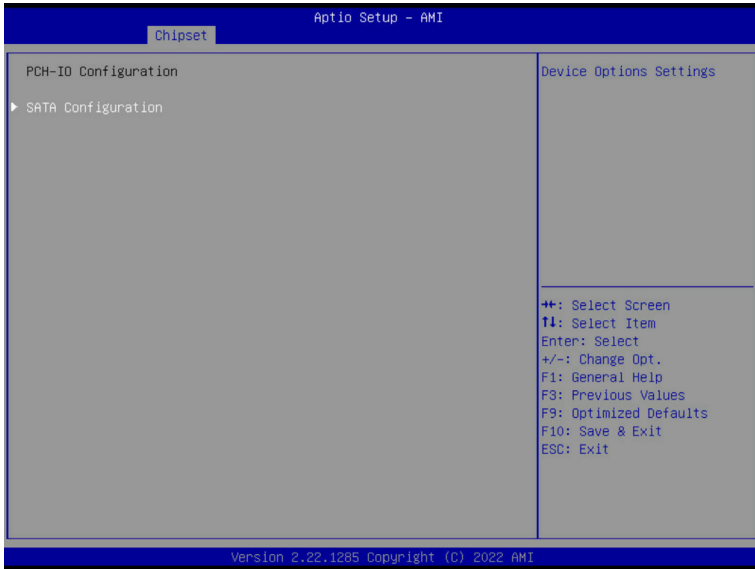 Aptio Setup – AMI
Chipset
PCH-IO Configuration
SATA Configuration
Device Options Settings
→←: Select Screen
↑↓: Select Item
Enter: Select
+/-: Change Opt.
F1: General Help
F3: Previous Values
F9: Optimized Defaults
F10: Save & Exit
ESC: Exit
Version 2.22.1285 Copyright (C) 2022 AMI